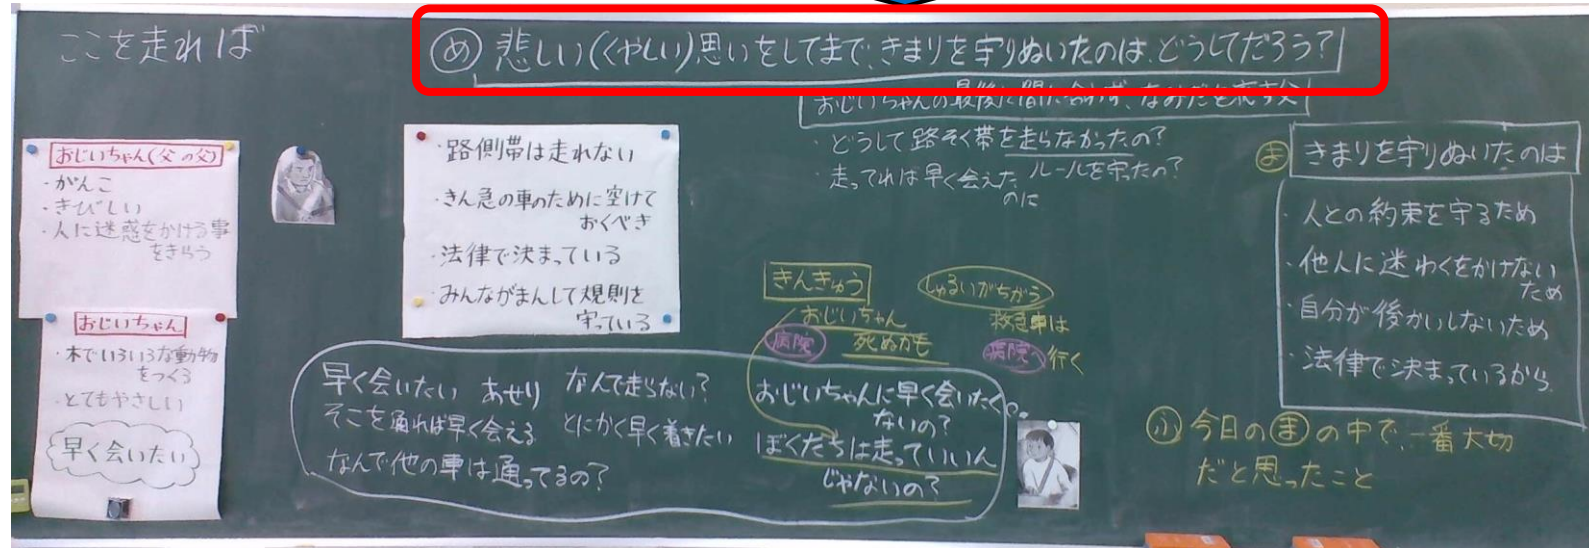 ここを走れば
め 悲しい(くやしい)思いをしてまで、きまりを守りぬいたのは、どうしてだろう?
おじいちゃん(父の父)
・がんこ
・きびしい
・人に迷惑をかける事
をきらう
おじいちゃん
・木でいろいろな動物
をつくる
・とてもやさしい
早く会いたい
・路側帯は走れない
・きん急の車のために空けて
おくべき
・法律で決まっている
・みんながまんして規則を
守っている
おじいちゃんの最後に間に合わず、なみだを流す父
・どうして路そく帯を走らなかったの?
・走ってれば早く会えた ルールを守ったの?
のに
きんきゅう
おじいちゃん
病院 死ぬかも
しゅるいがちがう
救急車は
病院へ行く
早く会いたい あせり なんで走らない?
そこを通れば早く会える とにかく早く着きたい
なんで他の車は通ってるの?
おじいちゃんに早く会いたく
ないの?
ぼくたちは走っていいん
じゃないの?
ま きまりを守りぬいたのは
・人との約束を守るため
・他人に迷わくをかけない
ため
・自分が後かいしないため
・法律で決まっているから。
ふ 今日のまの中で、一番大切
だと思ったこと